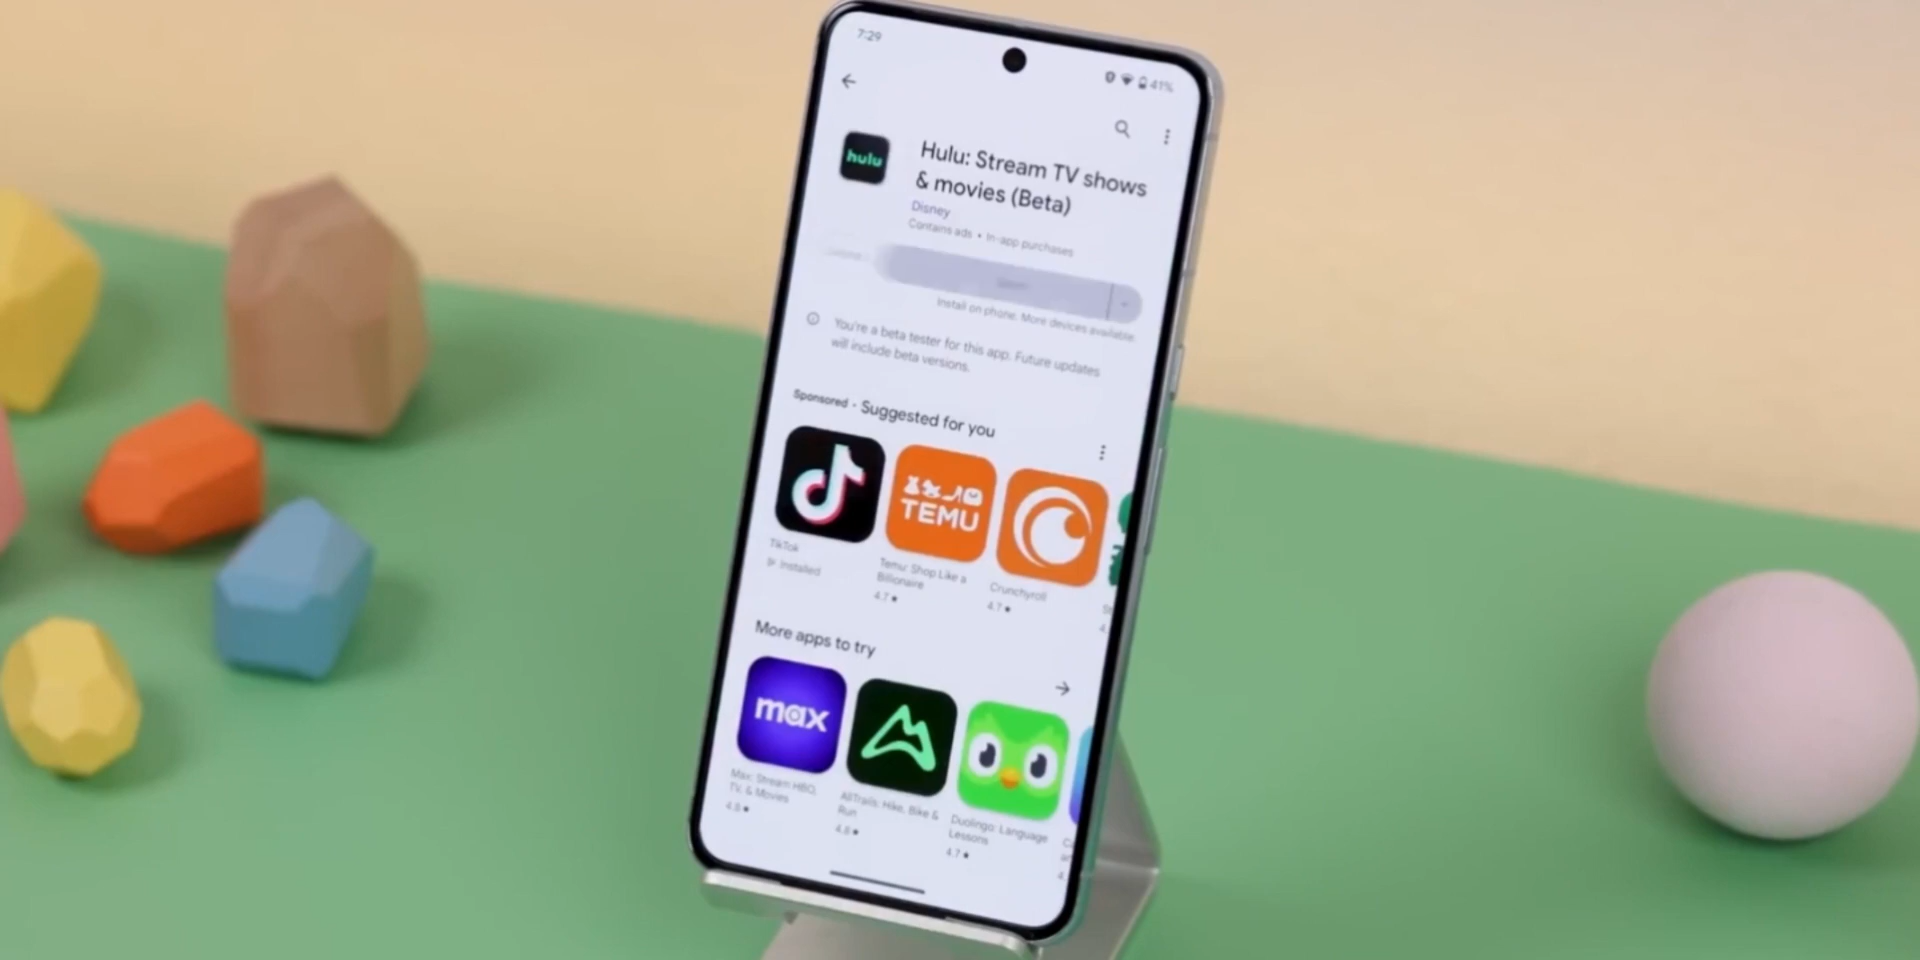 7:29
41%
hulu
Hulu: Stream TV shows
& movies (Beta)
Disney
Contains ads • In-app purchases
Install on phone. More devices available.
You're a beta tester for this app. Future updates
will include beta versions.
Sponsored · Suggested for you
TEMU
TikTok
Installed
Temu: Shop Like a
Billionaire
4.7★
Crunchyroll
4.7★
More apps to try
max
Max: Stream HBO,
TV, & Movies
4.8★
AllTrails: Hike, Bike &
Run
4.8★
Duolingo: Language
Lessons
4.7★